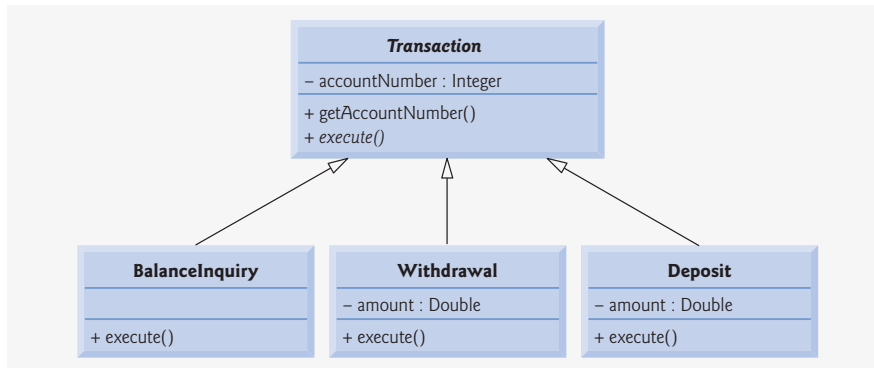 Transaction
– accountNumber : Integer
+ getAccountNumber()
+ execute()
BalanceInquiry
+ execute()
Withdrawal
– amount : Double
+ execute()
Deposit
– amount : Double
+ execute()